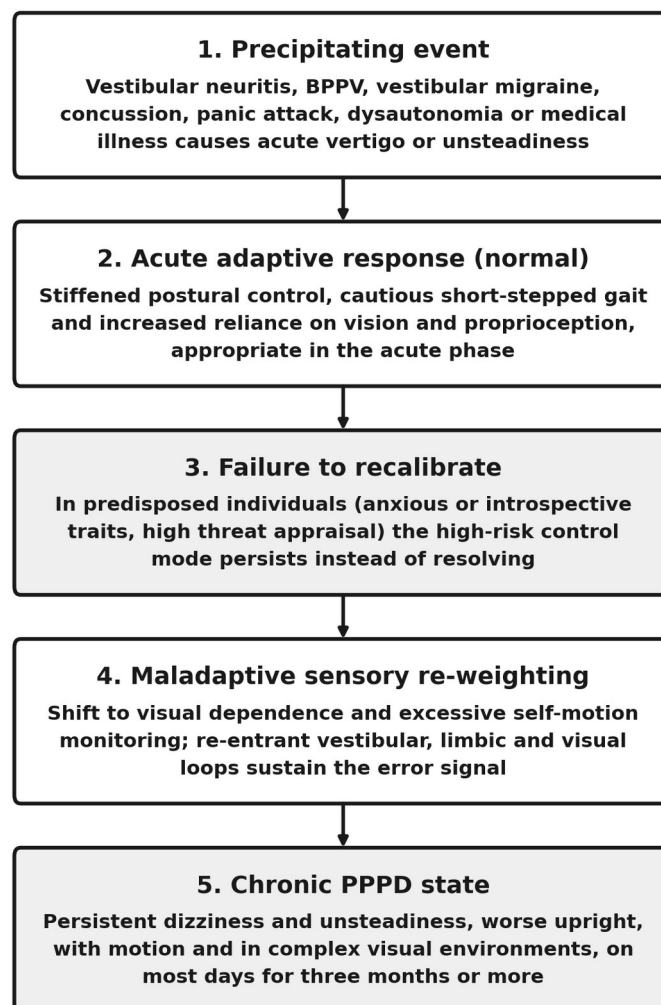 1. Precipitating event
Vestibular neuritis, BPPV, vestibular migraine,
concussion, panic attack, dysautonomia or medical
illness causes acute vertigo or unsteadiness
2. Acute adaptive response (normal)
Stiffened postural control, cautious short-stepped gait
and increased reliance on vision and proprioception,
appropriate in the acute phase
3. Failure to recalibrate
In predisposed individuals (anxious or introspective
traits, high threat appraisal) the high-risk control
mode persists instead of resolving
4. Maladaptive sensory re-weighting
Shift to visual dependence and excessive self-motion
monitoring; re-entrant vestibular, limbic and visual
loops sustain the error signal
5. Chronic PPPD state
Persistent dizziness and unsteadiness, worse upright,
with motion and in complex visual environments, on
most days for three months or more